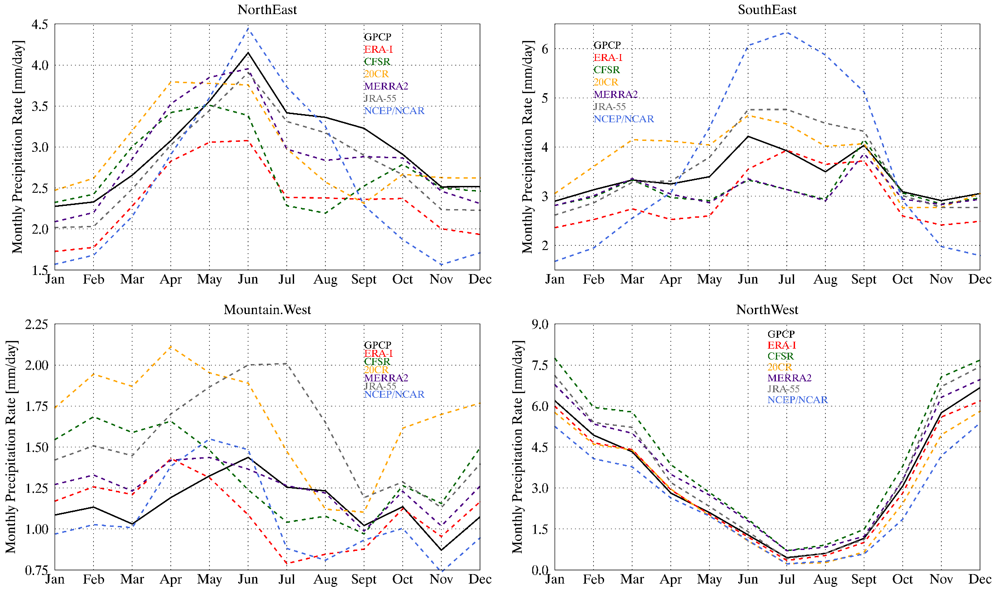 NorthEast
Monthly Precipitation Rate [mm/day]
4.5
4.0
3.5
3.0
2.5
2.0
1.5
GPCP
ERA-I
CFSR
20CR
MERRA2
JRA-55
NCEP/NCAR
Jan Feb Mar Apr May Jun Jul Aug Sept Oct Nov Dec
SouthEast
Monthly Precipitation Rate [mm/day]
6
5
4
3
2
GPCP
ERA-I
CFSR
20CR
MERRA2
JRA-55
NCEP/NCAR
Jan Feb Mar Apr May Jun Jul Aug Sept Oct Nov Dec
Mountain.West
Monthly Precipitation Rate [mm/day]
2.25
2.00
1.75
1.50
1.25
1.00
0.75
GPCP
ERA-I
CFSR
20CR
MERRA2
JRA-55
NCEP/NCAR
Jan Feb Mar Apr May Jun Jul Aug Sept Oct Nov Dec
NorthWest
Monthly Precipitation Rate [mm/day]
9.0
7.5
6.0
4.5
3.0
1.5
0.0
GPCP
ERA-I
CFSR
20CR
MERRA2
JRA-55
NCEP/NCAR
Jan Feb Mar Apr May Jun Jul Aug Sept Oct Nov Dec